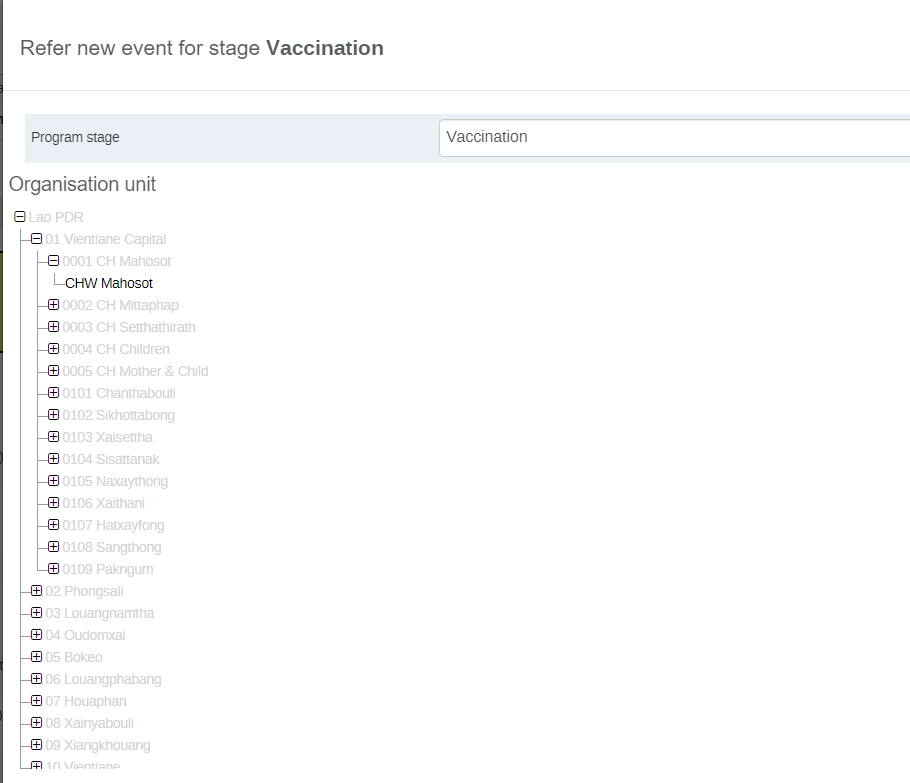 Refer new event for stage Vaccination
Program stage Vaccination
Organisation unit
Lao PDR
01 Vientiane Capital
0001 CH Mahosot
CHW Mahosot
0002 CH Mittaphap
0003 CH Setthathirath
0004 CH Children
0005 CH Mother & Child
0101 Chanthabouli
0102 Sikhottabong
0103 Xaisettha
0104 Sisattanak
0105 Naxaythong
0106 Xaithani
0107 Hatxayfong
0108 Sangthong
0109 Pakngum
02 Phongsali
03 Louangnamtha
04 Oudomxai
05 Bokeo
06 Louangphabang
07 Houaphan
08 Xainyabouli
09 Xiangkhouang
10 Vientiane